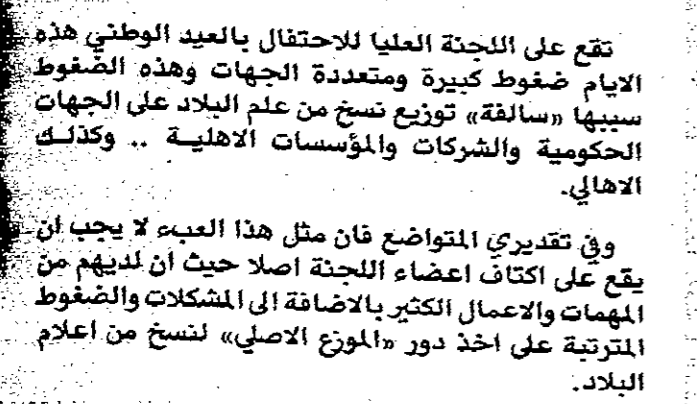 تقع على اللجنة العليا للاحتفال بالعيد الوطني هذه
الايام ضغوط كبيرة ومتعددة الجهات وهذه الضغوط
سببها «سالفة» توزيع نسخ من علم البلاد على الجهات
الحكومية والشركات والمؤسسات الاهلية .. وكذلك
الاهالي.
وفي تقديري المتواضع فان مثل هذا العبء لا يجب ان
يقع على اكتاف اعضاء اللجنة اصلا حيث ان لديهم من
المهمات والاعمال الكثير بالاضافة الى المشكلات والضغوط
المترتبة على اخذ دور «الموزع الاصلي» لنسخ من اعلام
البلاد.